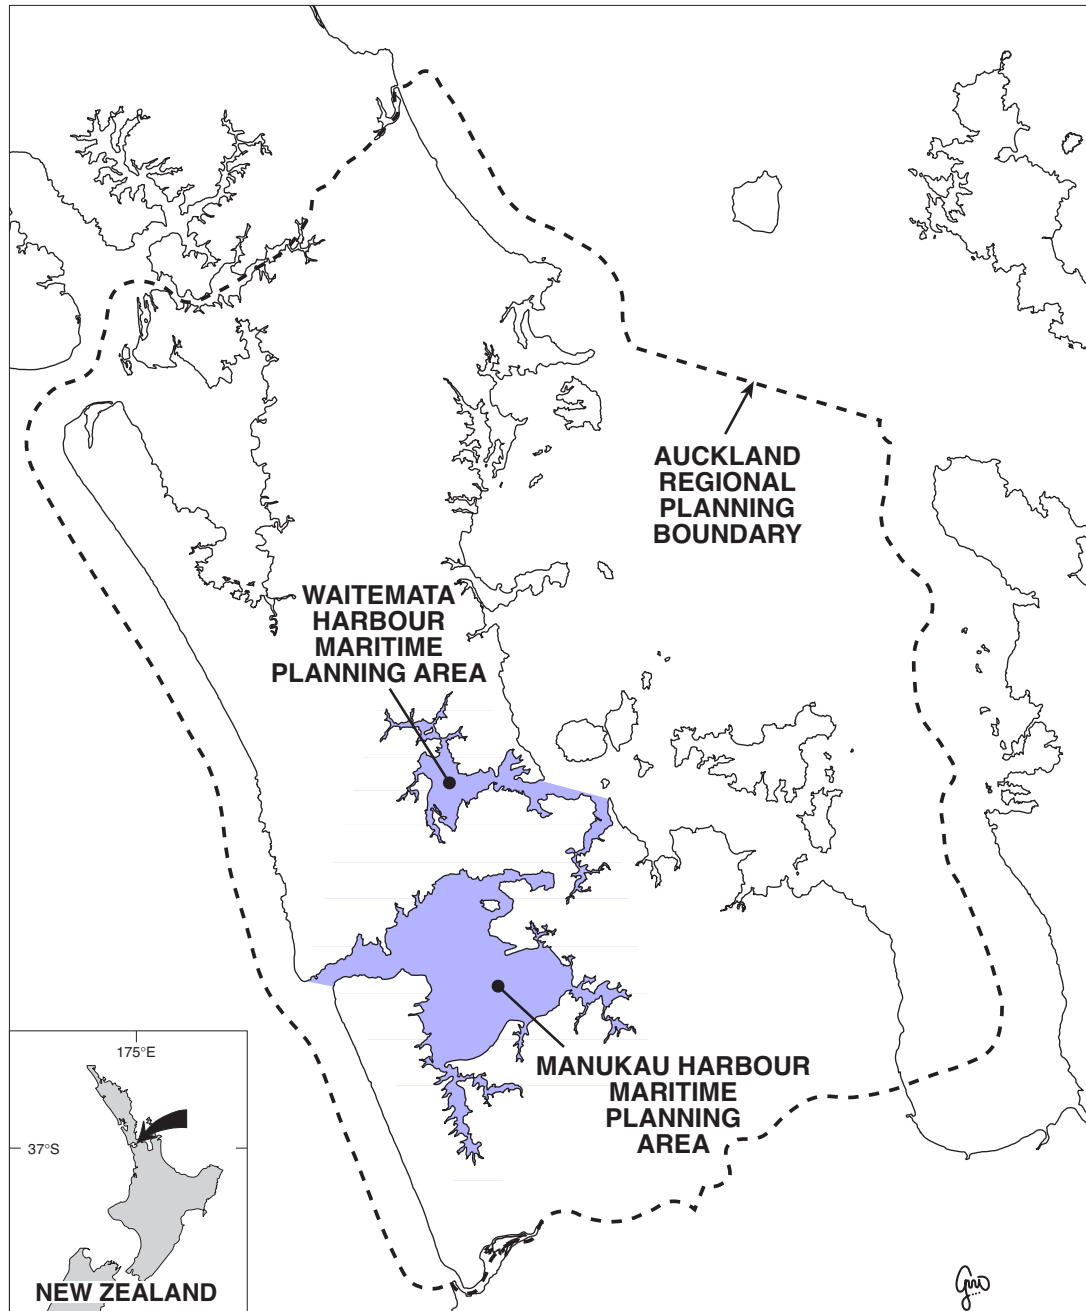 AUCKLAND
REGIONAL
PLANNING
BOUNDARY
WAITEMATA
HARBOUR
MARITIME
PLANNING AREA
MANUKAU HARBOUR
MARITIME
PLANNING
AREA
175°E
37°S
NEW ZEALAND